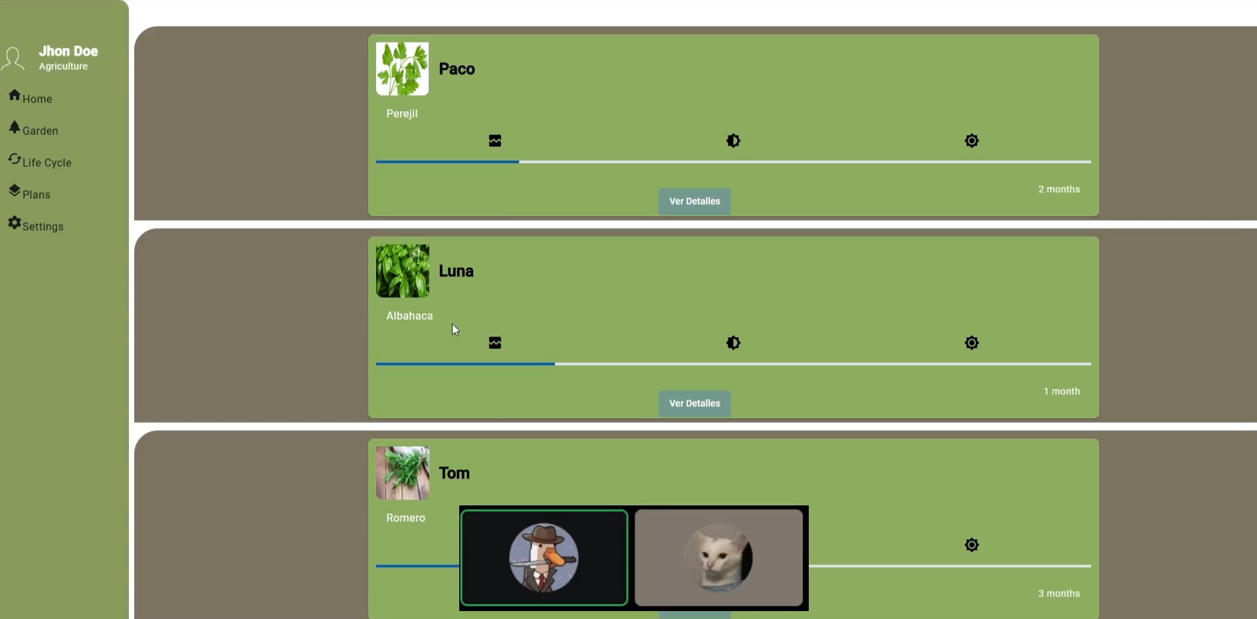 Jhon Doe
Agriculture
Home
Garden
Life Cycle
Plans
Settings
Paco
Perejil
2 months
Ver Detalles
Luna
Albahaca
1 month
Ver Detalles
Tom
Romero
3 months